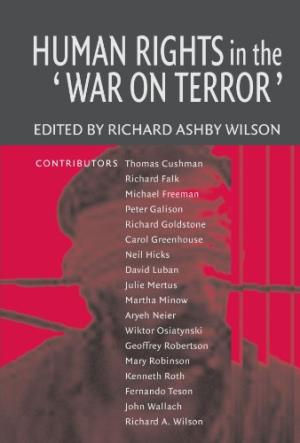 HUMAN RIGHTS in the
‘WAR ON TERROR’
EDITED BY RICHARD ASHBY WILSON
CONTRIBUTORS Thomas Cushman
Richard Falk
Michael Freeman
Peter Galison
Richard Goldstone
Carol Greenhouse
Neil Hicks
David Luban
Julie Mertus
Martha Minow
Aryeh Neier
Wiktor Osiatynski
Geoffrey Robertson
Mary Robinson
Kenneth Roth
Fernando Teson
John Wallach
Richard A. Wilson